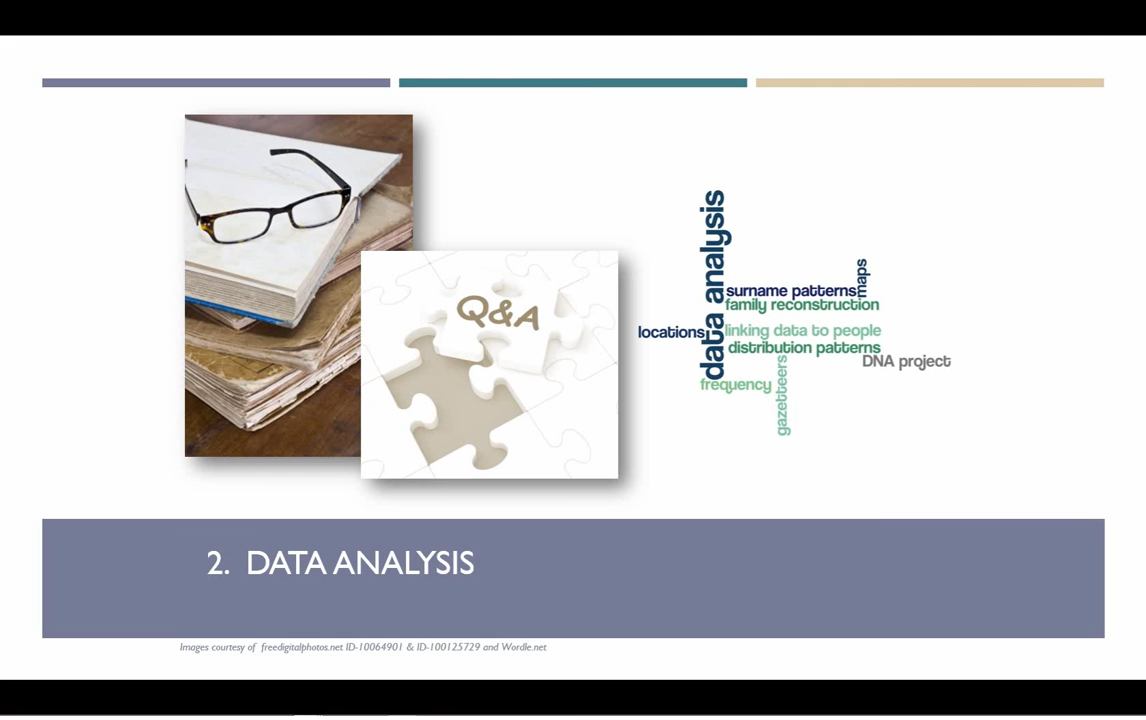 Q&A
data analysis
surname patterns
maps
family reconstruction
locations
linking data to people
distribution patterns
DNA project
frequency
gazetteers
2. DATA ANALYSIS
Images courtesy of freedigitalphotos.net ID-10064901 & ID-100125729 and Wordle.net